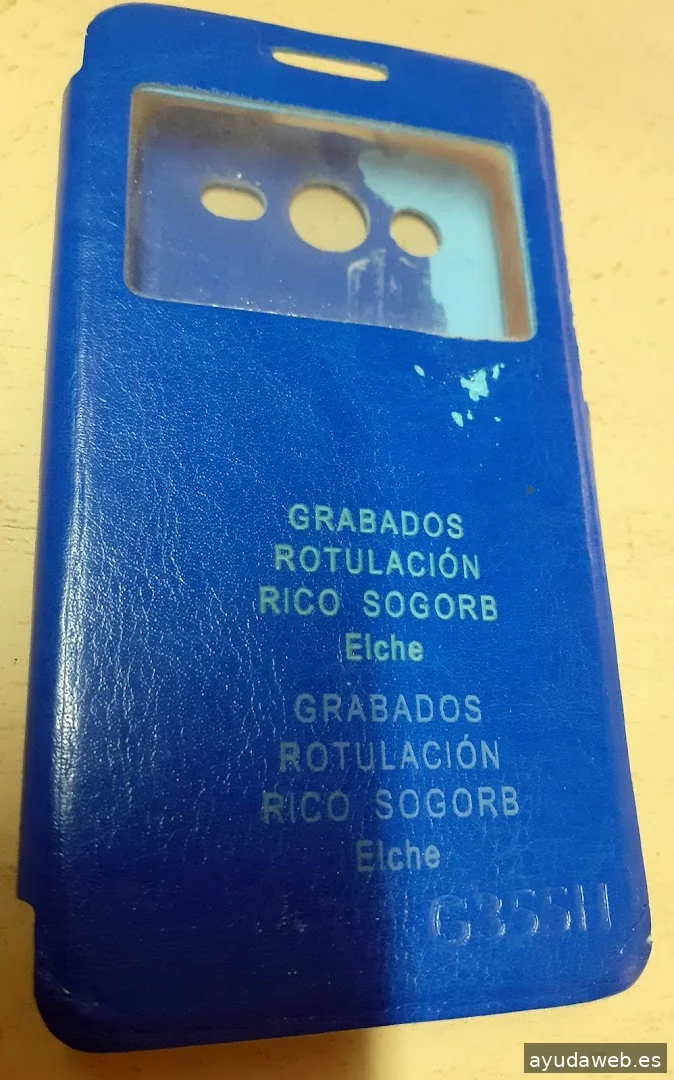 GRABADOS
ROTULACIÓN
RICO SOGORB
Elche
GRABADOS
ROTULACIÓN
RICO SOGORB
Elche
G355H
ayudaweb.es